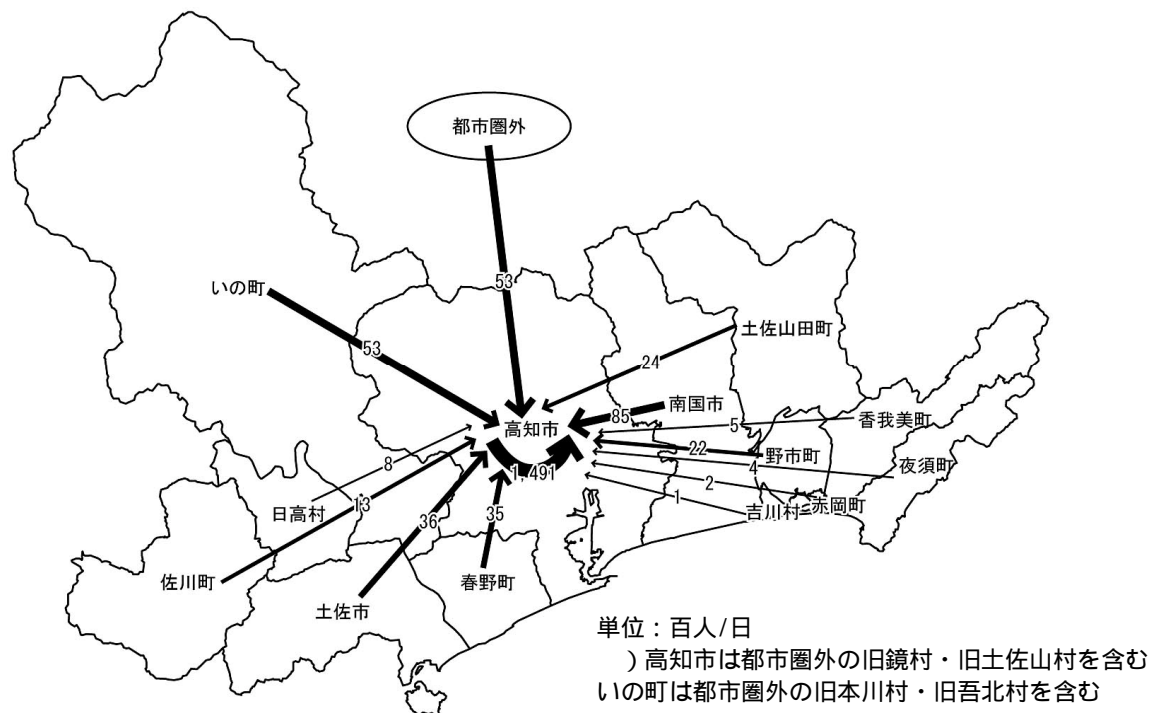 都市圏外
53
いの町
53
土佐山田町
24
南国市
85
香我美町
5
高知市
野市町
22
夜須町
4
8
1,491
2
日高村
13
赤岡町
1
吉川村
36
35
佐川町
春野町
土佐市
単位：百人/日
）高知市は都市圏外の旧鏡村・旧土佐山村を含む
いの町は都市圏外の旧本川村・旧吾北村を含む